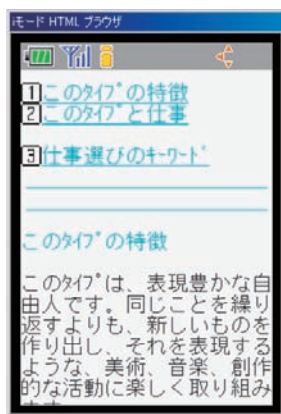 iモード HTML ブラウザ
1このﾀｲﾌﾟの特徴
2このﾀｲﾌﾟと仕事
3仕事選びのｷｰﾜｰﾄﾞ
このﾀｲﾌﾟの特徴
このﾀｲﾌﾟは、表現豊かな自
由人です。同じことを繰り
返すよりも、新しいものを
作り出し、それを表現する
ような、美術、音楽、創作
的な活動に楽しく取り組み